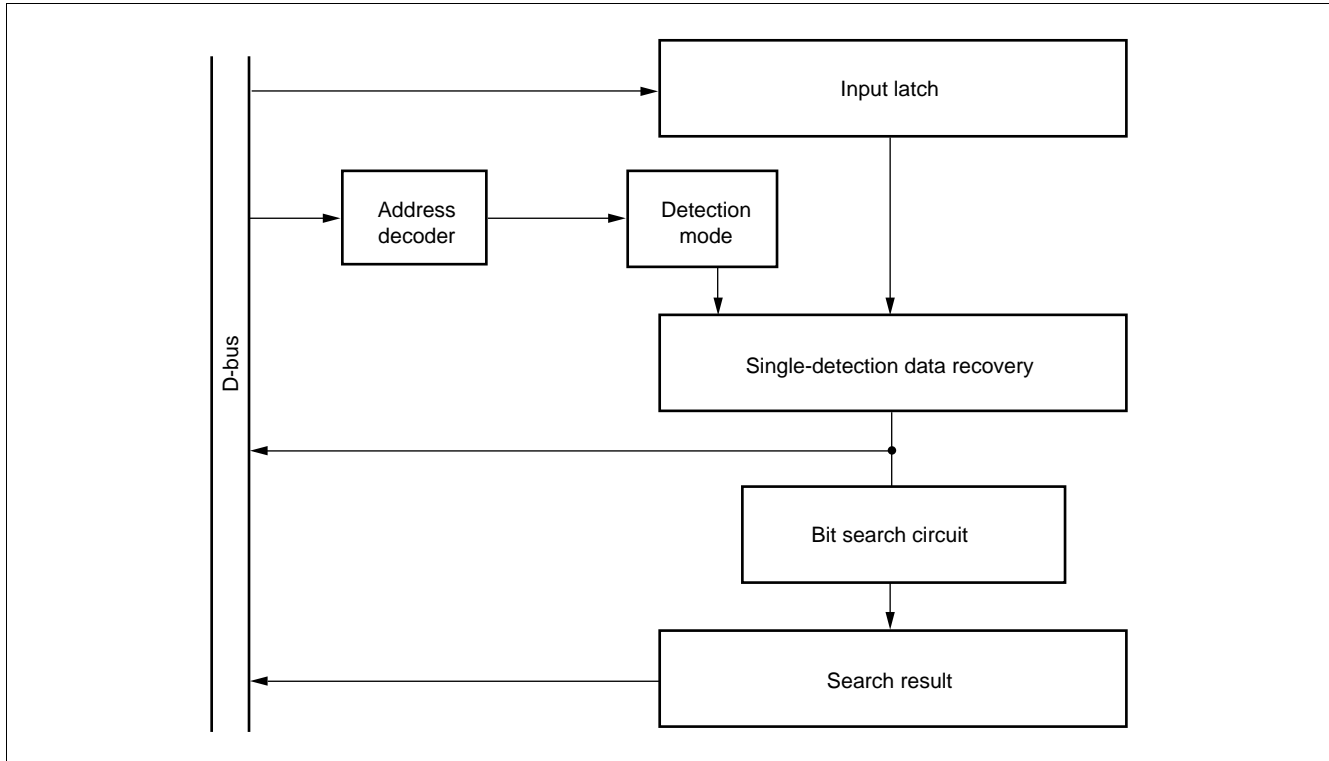 Input latch
Address
decoder
Detection
mode
D-bus
Single-detection data recovery
Bit search circuit
Search result